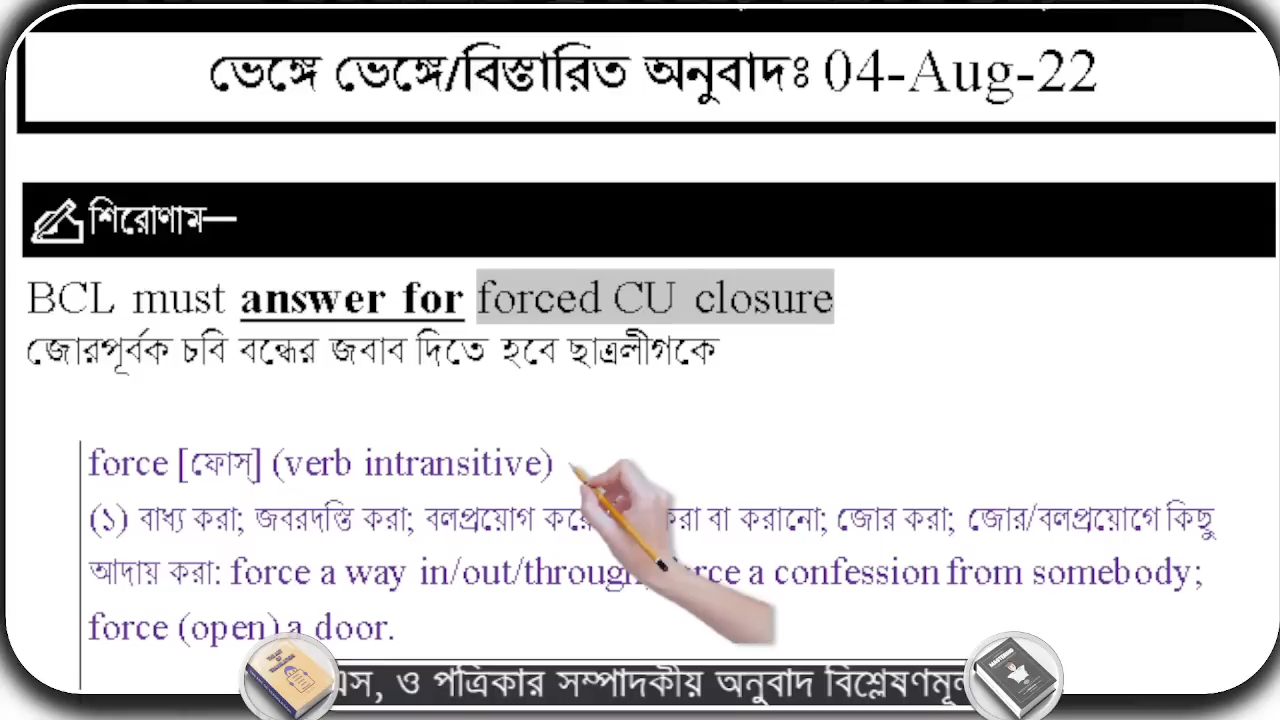 ভেঙ্গে ভেঙ্গে/বিস্তারিত অনুবাদঃ 04-Aug-22
শিরোণাম—
BCL must answer for forced CU closure
জোরপূর্বক চবি বন্ধের জবাব দিতে হবে ছাত্রলীগকে
force [ফোস্] (verb intransitive)
(১) বাধ্য করা; জবরদস্তি করা; বলপ্রয়োগ করা বা করানো; জোর করা; জোর/বলপ্রয়োগে কিছু
আদায় করা: force a way in/out/through, a confession from somebody;
force (open) a door.
ও পত্রিকার সম্পাদকীয় অনুবাদ